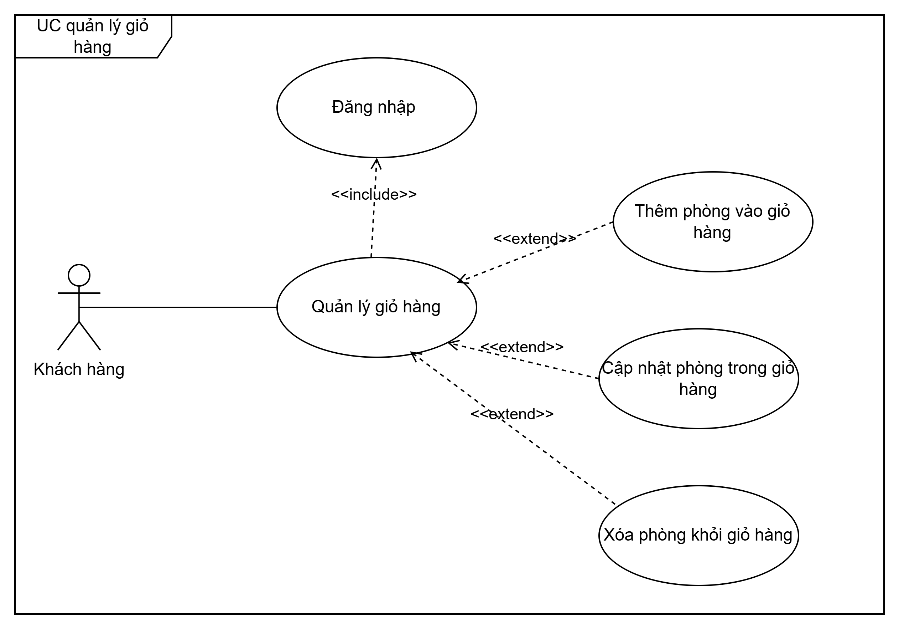 UC quản lý giỏ
hàng
Đăng nhập
<<include>>
Thêm phòng vào giỏ
hàng
<<extend>>
Quản lý giỏ hàng
<<extend>>
Cập nhật phòng trong giỏ
hàng
Khách hàng
<<extend>>
Xóa phòng khỏi giỏ hàng